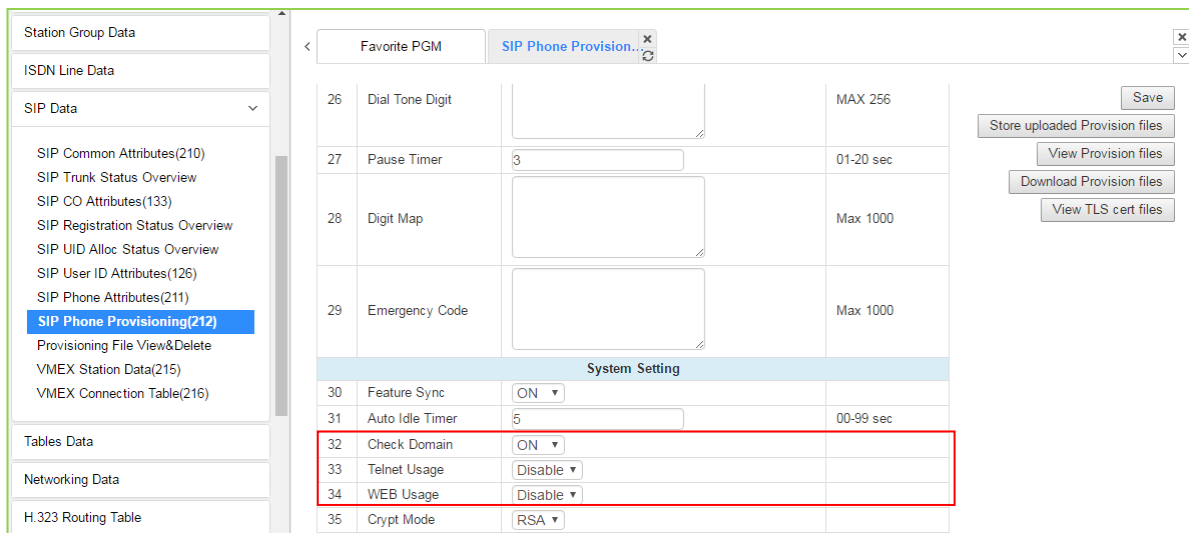 Station Group Data
ISDN Line Data
SIP Data
SIP Common Attributes(210)
SIP Trunk Status Overview
SIP CO Attributes(133)
SIP Registration Status Overview
SIP UID Alloc Status Overview
SIP User ID Attributes(126)
SIP Phone Attributes(211)
SIP Phone Provisioning(212)
Provisioning File View&Delete
VMEX Station Data(215)
VMEX Connection Table(216)
Tables Data
Networking Data
H.323 Routing Table
Favorite PGM
SIP Phone Provision...
26 Dial Tone Digit MAX 256
27 Pause Timer 3 01-20 sec
28 Digit Map Max 1000
29 Emergency Code Max 1000
System Setting
30 Feature Sync ON
31 Auto Idle Timer 5 00-99 sec
32 Check Domain ON
33 Telnet Usage Disable
34 WEB Usage Disable
35 Crypt Mode RSA
Save
Store uploaded Provision files
View Provision files
Download Provision files
View TLS cert files